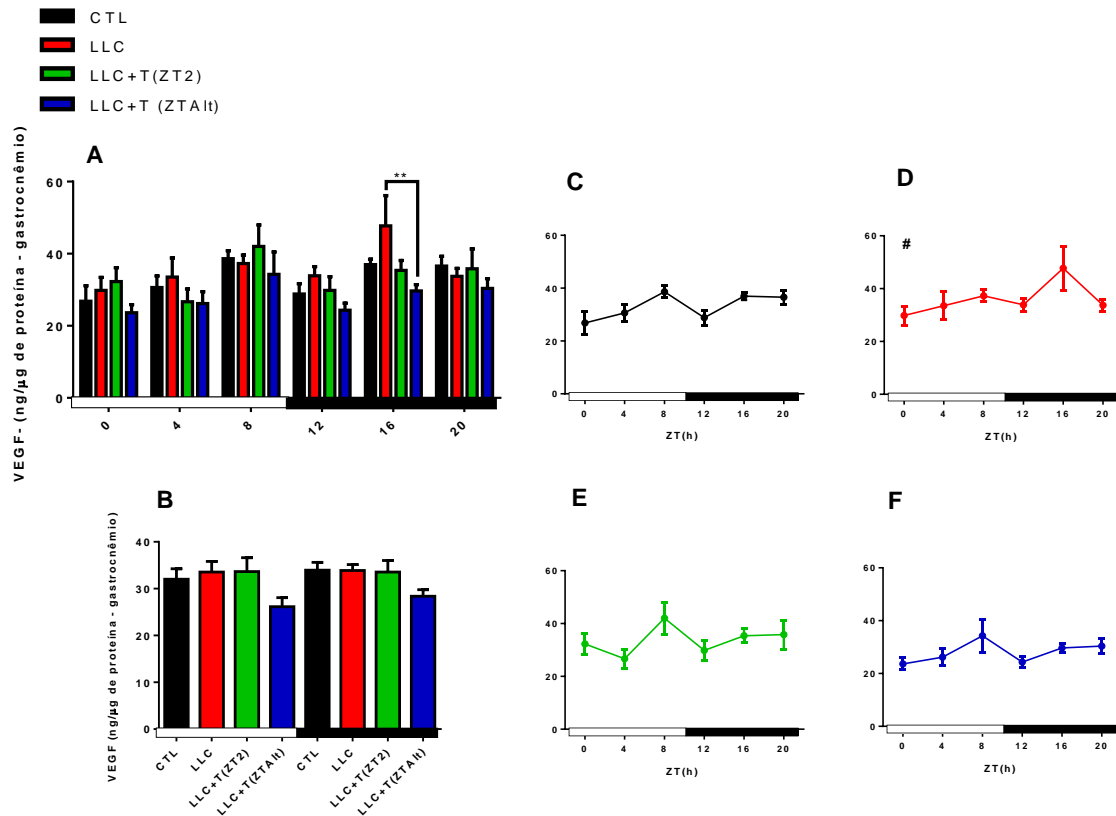 CTL
LLC
LLC+T(ZT2)
LLC+T (ZTAlt)
A
VEGF- (ng/µg de proteína - gastrocnêmio)
60
40
20
0
**
0
4
8
12
16
20
B
VEGF (ng/µg de proteína - gastrocnêmio)
40
30
20
10
0
CTL
LLC
LLC+T(ZT2)
LLC+T(ZTAlt)
CTL
LLC
LLC+T(ZT2)
LLC+T(ZTAlt)
C
60
40
20
0
0
4
8
12
16
20
ZT(h)
D
#
60
40
20
0
0
4
8
12
16
20
ZT(h)
E
60
40
20
0
0
4
8
12
16
20
ZT(h)
F
60
40
20
0
0
4
8
12
16
20
ZT(h)